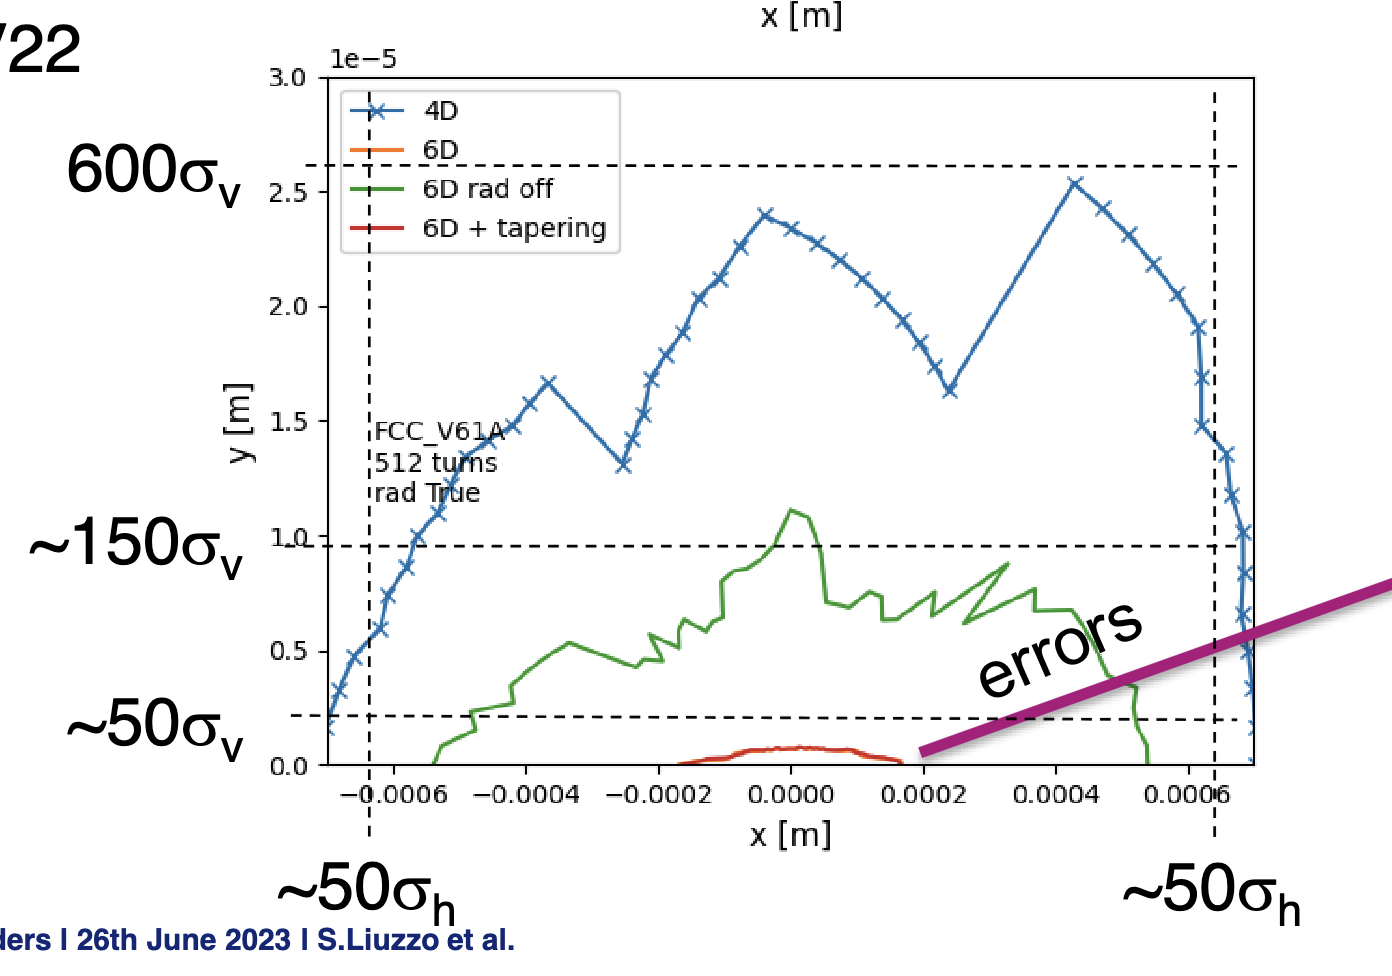 x [m]
/22
1e−5
3.0
4D
6D
6D rad off
6D + tapering
600σv
2.5
2.0
y [m]
1.5
FCC_V61A
512 turns
rad True
~150σv
1.0
errors
0.5
~50σv
0.0
−0.0006 −0.0004 −0.0002 0.0000 0.0002 0.0004 0.0006
x [m]
~50σh ~50σh
ders I 26th June 2023 I S.Liuzzo et al.